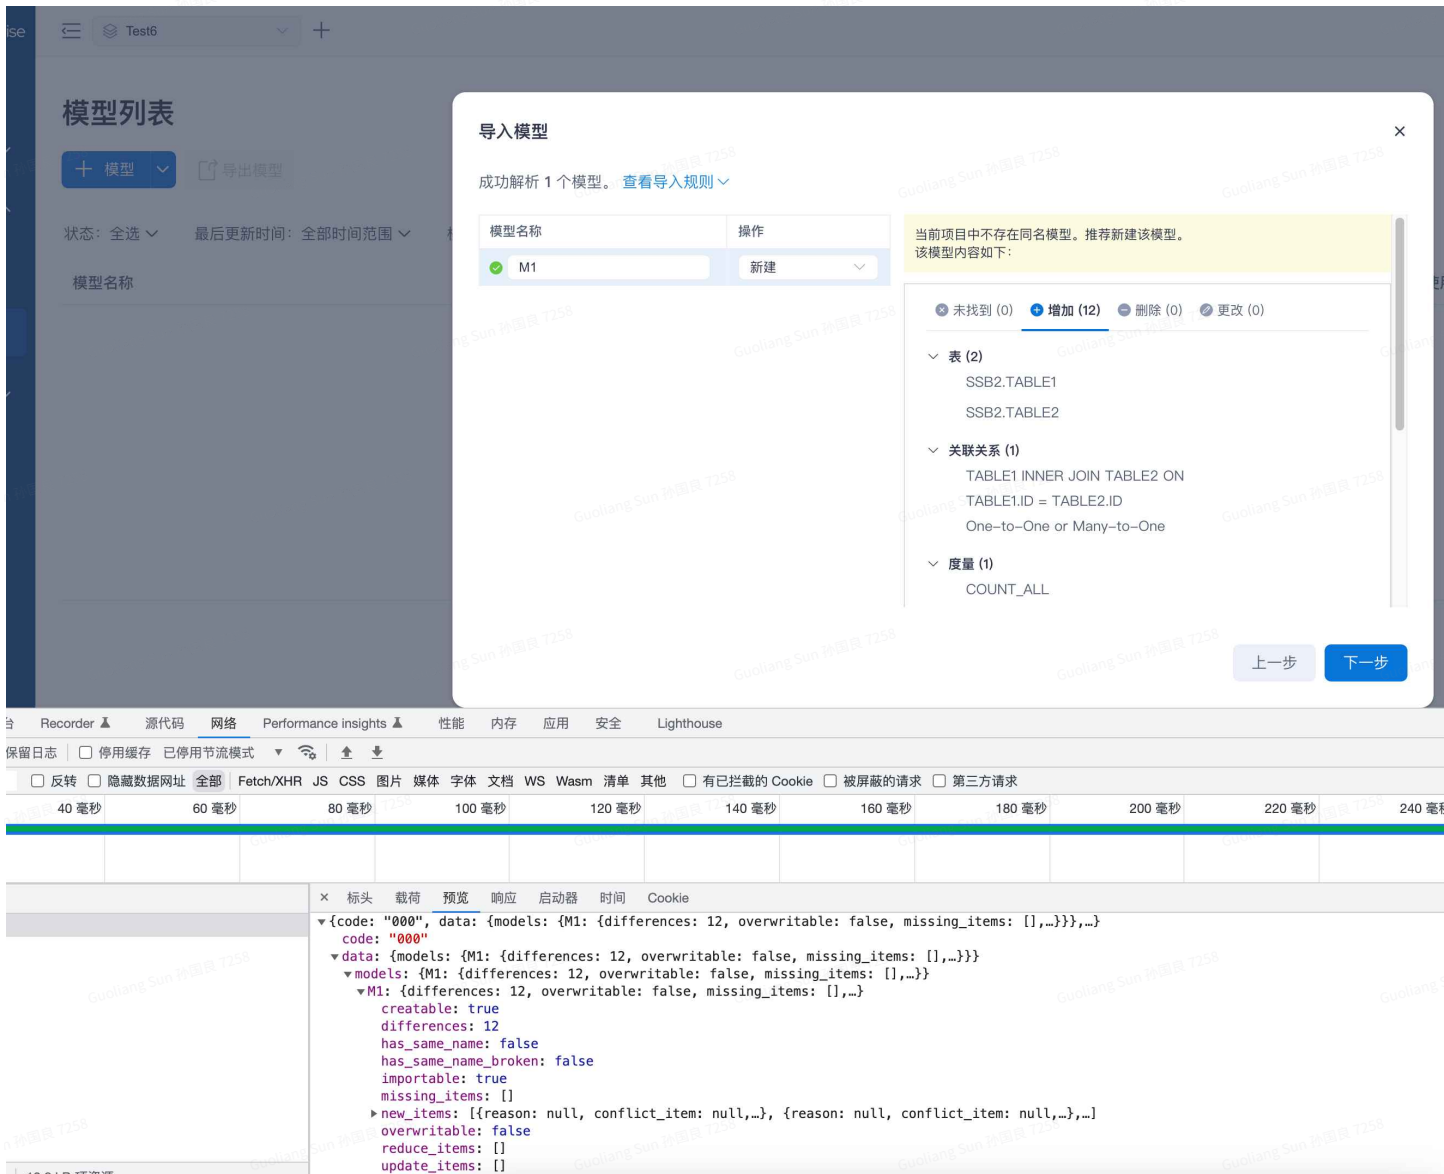 ise
Test6
模型列表
模型
导出模型
状态: 全选
最后更新时间: 全部时间范围
模型名称
导入模型
成功解析 1 个模型。 查看导入规则
模型名称 操作
M1 新建
当前项目中不存在同名模型。推荐新建该模型。
该模型内容如下:
未找到 (0) 增加 (12) 删除 (0) 更改 (0)
表 (2)
SSB2.TABLE1
SSB2.TABLE2
关联关系 (1)
TABLE1 INNER JOIN TABLE2 ON
TABLE1.ID = TABLE2.ID
One-to-One or Many-to-One
度量 (1)
COUNT_ALL
上一步 下一步
Guoliang Sun 孙国良 7258
台 Recorder 源代码 网络 Performance insights 性能 内存 应用 安全 Lighthouse
保留日志 停用缓存 已停用节流模式
反转 隐藏数据网址 全部 Fetch/XHR JS CSS 图片 媒体 字体 文档 WS Wasm 清单 其他 有已拦截的 Cookie 被屏蔽的请求 第三方请求
40 毫秒 60 毫秒 80 毫秒 100 毫秒 120 毫秒 140 毫秒 160 毫秒 180 毫秒 200 毫秒 220 毫秒 240 毫秒
× 标头 载荷 预览 响应 启动器 时间 Cookie
{code: "000", data: {models: {M1: {differences: 12, overwritable: false, missing_items: [],…}}},…}
code: "000"
data: {models: {M1: {differences: 12, overwritable: false, missing_items: [],…}}}
models: {M1: {differences: 12, overwritable: false, missing_items: [],…}}
M1: {differences: 12, overwritable: false, missing_items: [],…}
creatable: true
differences: 12
has_same_name: false
has_same_name_broken: false
importable: true
missing_items: []
new_items: [{reason: null, conflict_item: null,…}, {reason: null, conflict_item: null,…},…]
overwritable: false
reduce_items: []
update_items: []